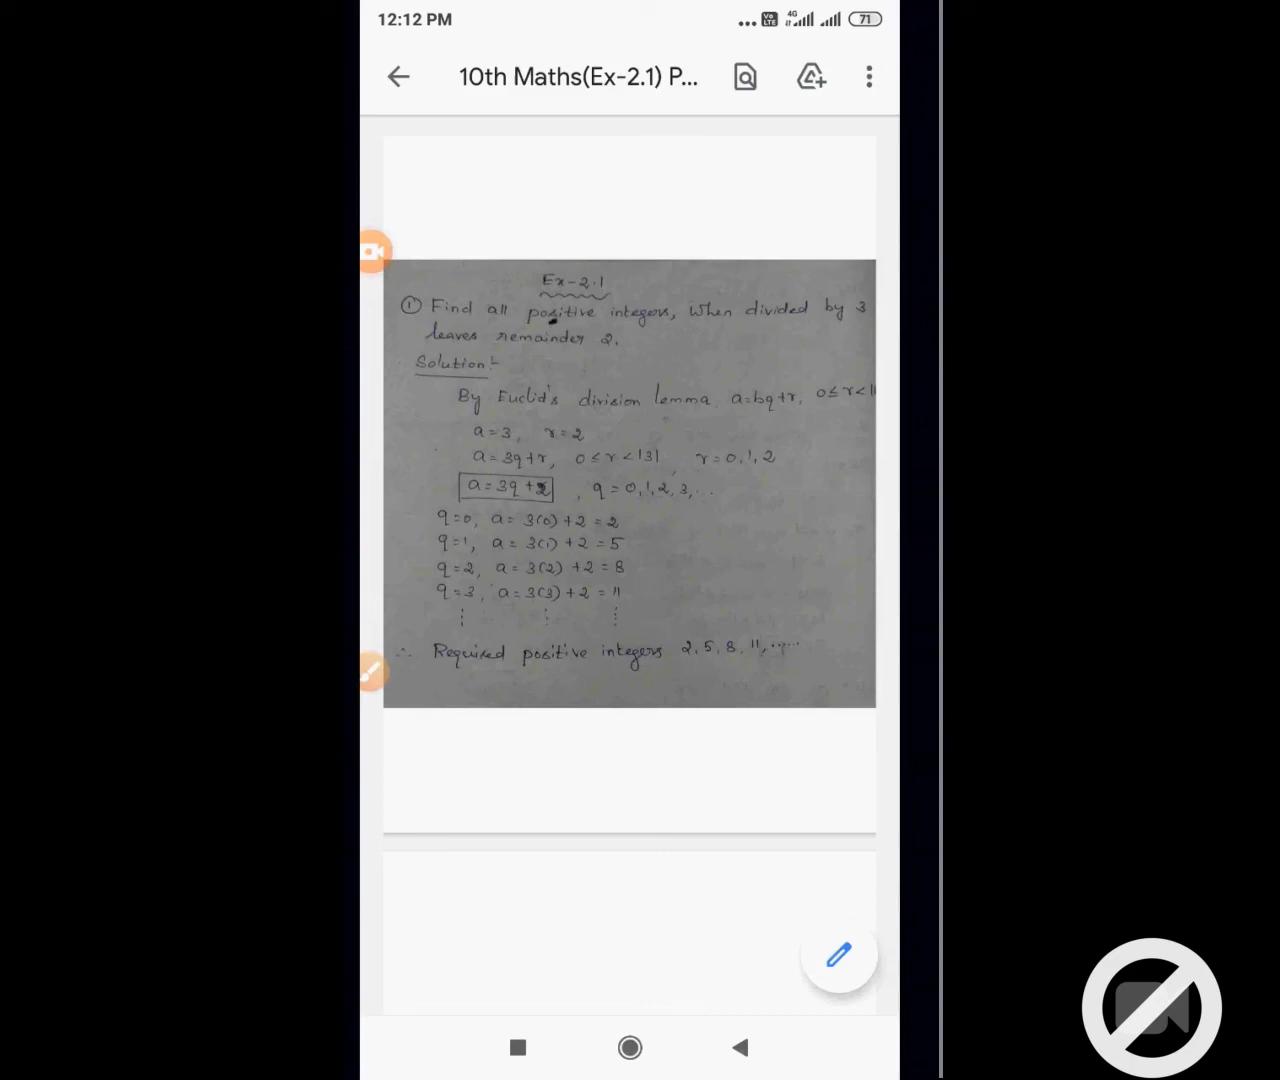 12:12 PM
Vo LTE 4G 71
10th Maths(Ex-2.1) P...
Ex-2.1
① Find all positive integers, when divided by 3
leaves remainder 2.
Solution:-
By Euclid's division lemma a=bq+r, 0≤r<|
a=3, r=2
a=3q+r, 0≤r<|3| r=0,1,2
a=3q+2, q=0,1,2,3,...
q=0, a= 3(0)+2=2
q=1, a= 3(1)+2=5
q=2, a= 3(2)+2=8
q=3, a= 3(3)+2=11
∴ Required positive integers 2,5,8,11,.....